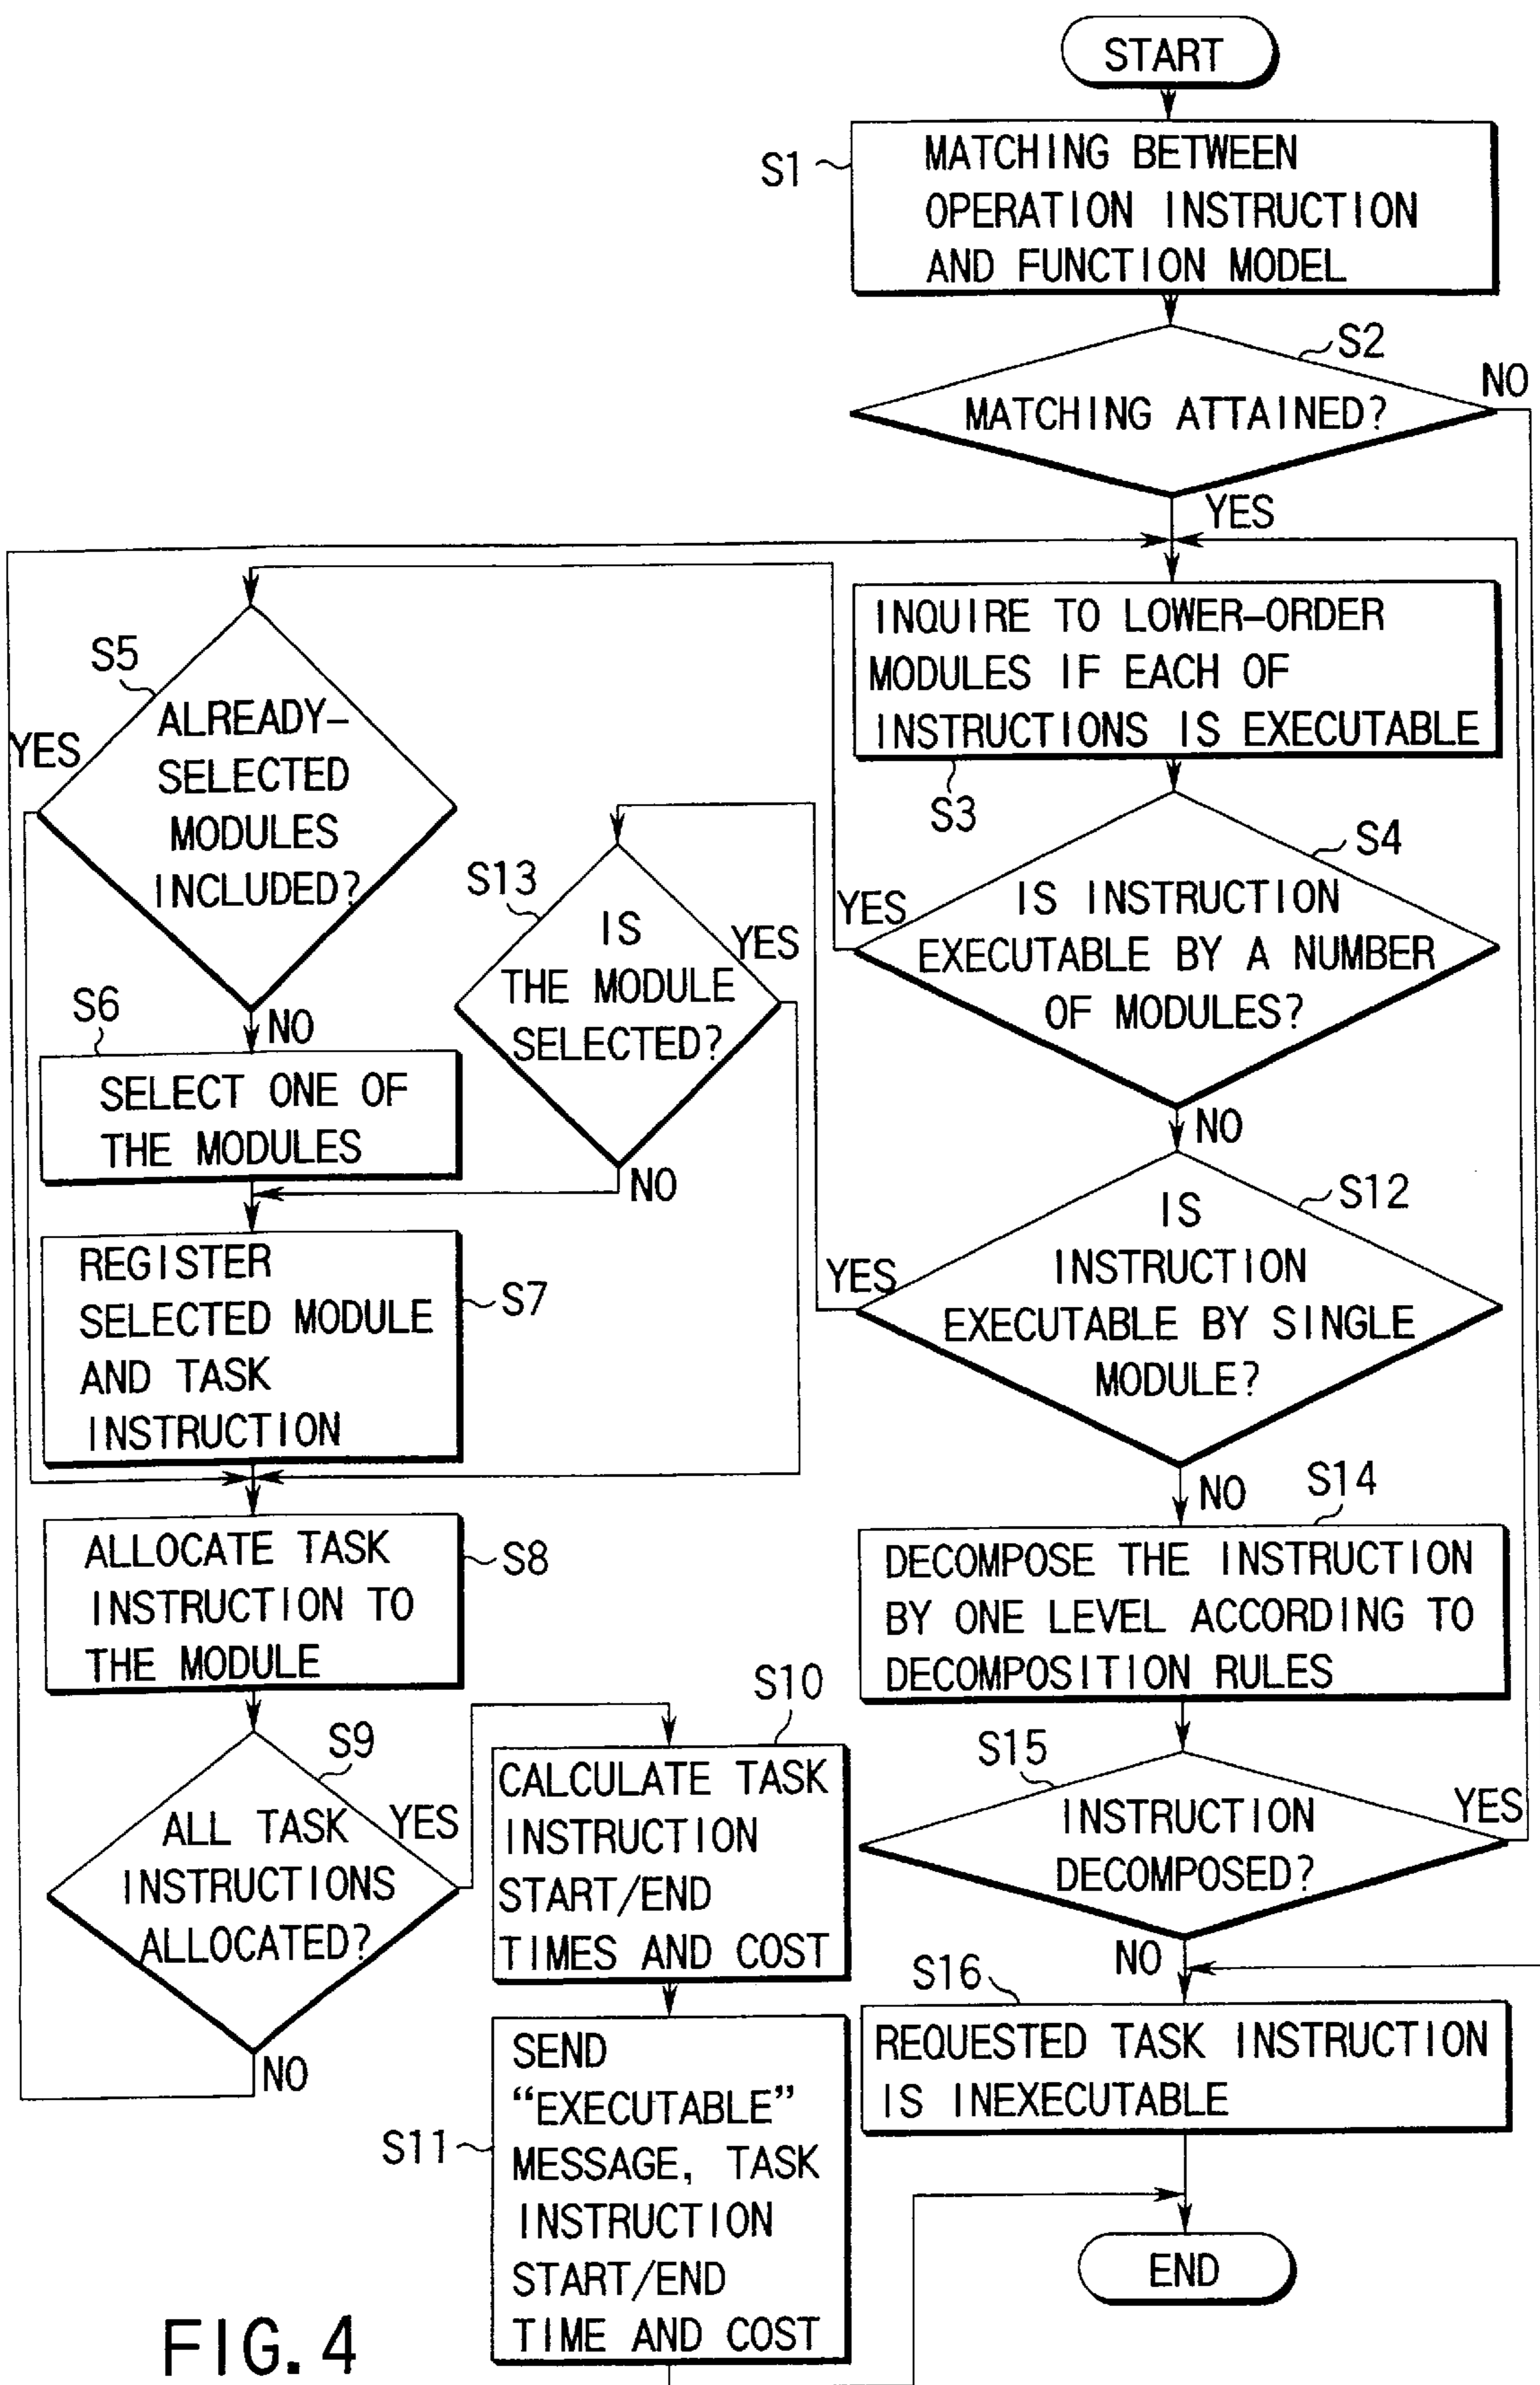 START
S1
MATCHING BETWEEN
OPERATION INSTRUCTION
AND FUNCTION MODEL
S2
MATCHING ATTAINED?
NO
YES
INQUIRE TO LOWER-ORDER
MODULES IF EACH OF
INSTRUCTIONS IS EXECUTABLE
S3
S4
IS INSTRUCTION
EXECUTABLE BY A NUMBER
OF MODULES?
YES
NO
S5
ALREADY-
SELECTED
MODULES
INCLUDED?
YES
NO
S6
SELECT ONE OF
THE MODULES
S13
IS
THE MODULE
SELECTED?
YES
NO
REGISTER
SELECTED MODULE
AND TASK
INSTRUCTION
S7
S12
IS
INSTRUCTION
EXECUTABLE BY SINGLE
MODULE?
YES
NO
ALLOCATE TASK
INSTRUCTION TO
THE MODULE
S8
S14
DECOMPOSE THE INSTRUCTION
BY ONE LEVEL ACCORDING TO
DECOMPOSITION RULES
S9
ALL TASK
INSTRUCTIONS
ALLOCATED?
YES
NO
S10
CALCULATE TASK
INSTRUCTION
START/END
TIMES AND COST
S15
INSTRUCTION
DECOMPOSED?
YES
NO
S11
SEND
“EXECUTABLE”
MESSAGE, TASK
INSTRUCTION
START/END
TIME AND COST
S16
REQUESTED TASK INSTRUCTION
IS INEXECUTABLE
END
FIG. 4